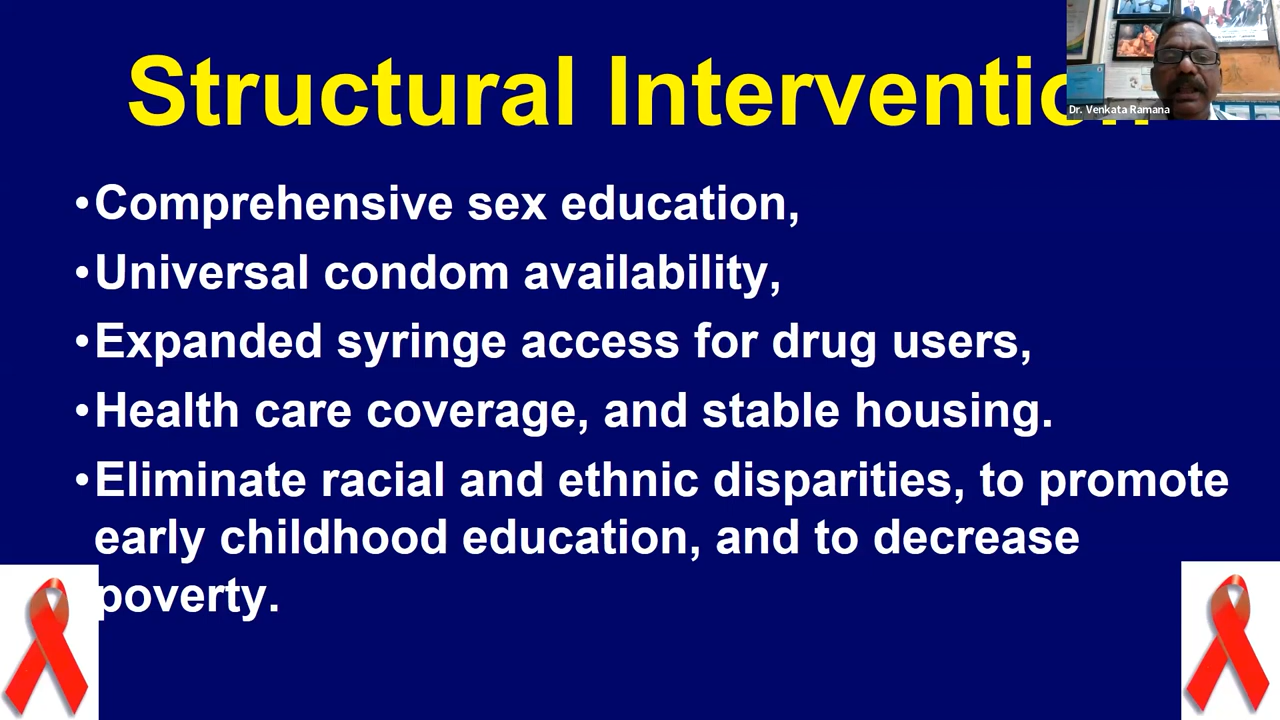 Structural Intervention
Dr. Venkata Ramana
•Comprehensive sex education,
•Universal condom availability,
•Expanded syringe access for drug users,
•Health care coverage, and stable housing.
•Eliminate racial and ethnic disparities, to promote
early childhood education, and to decrease
poverty.